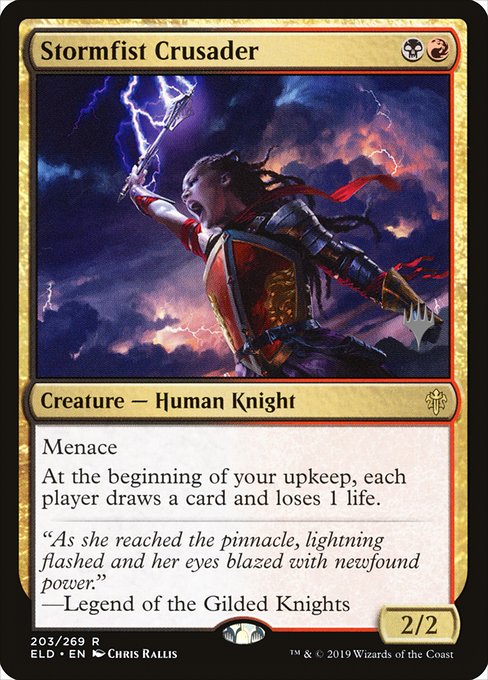 Stormfist Crusader
Creature — Human Knight
Menace
At the beginning of your upkeep, each
player draws a card and loses 1 life.
“As she reached the pinnacle, lightning
flashed and her eyes blazed with newfound
power.”
—Legend of the Gilded Knights
2/2
203/269 R
ELD • EN Chris Rallis
™ & © 2019 Wizards of the Coast